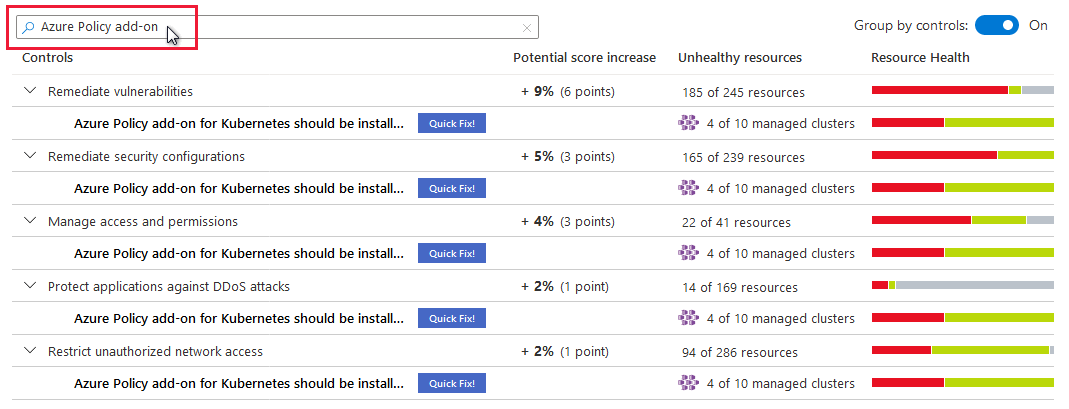 Azure Policy add-on
Group by controls: On
Controls Potential score increase Unhealthy resources Resource Health
Remediate vulnerabilities + 9% (6 points) 185 of 245 resources
Azure Policy add-on for Kubernetes should be install... Quick Fix! 4 of 10 managed clusters
Remediate security configurations + 5% (3 points) 165 of 239 resources
Azure Policy add-on for Kubernetes should be install... Quick Fix! 4 of 10 managed clusters
Manage access and permissions + 4% (3 points) 22 of 41 resources
Azure Policy add-on for Kubernetes should be install... Quick Fix! 4 of 10 managed clusters
Protect applications against DDoS attacks + 2% (1 point) 14 of 169 resources
Azure Policy add-on for Kubernetes should be install... Quick Fix! 4 of 10 managed clusters
Restrict unauthorized network access + 2% (1 point) 94 of 286 resources
Azure Policy add-on for Kubernetes should be install... Quick Fix! 4 of 10 managed clusters